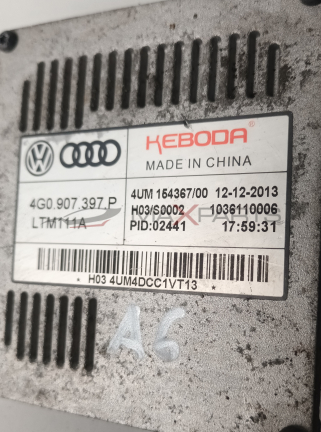 KEBODA
MADE IN CHINA
4G0.907.397.P
LTM111A
4UM 154367/00 12-12-2013
H03/S0002 1036110006
PID:02441 17:59:31
* H03 4UM4DCC1VT13 *
A6